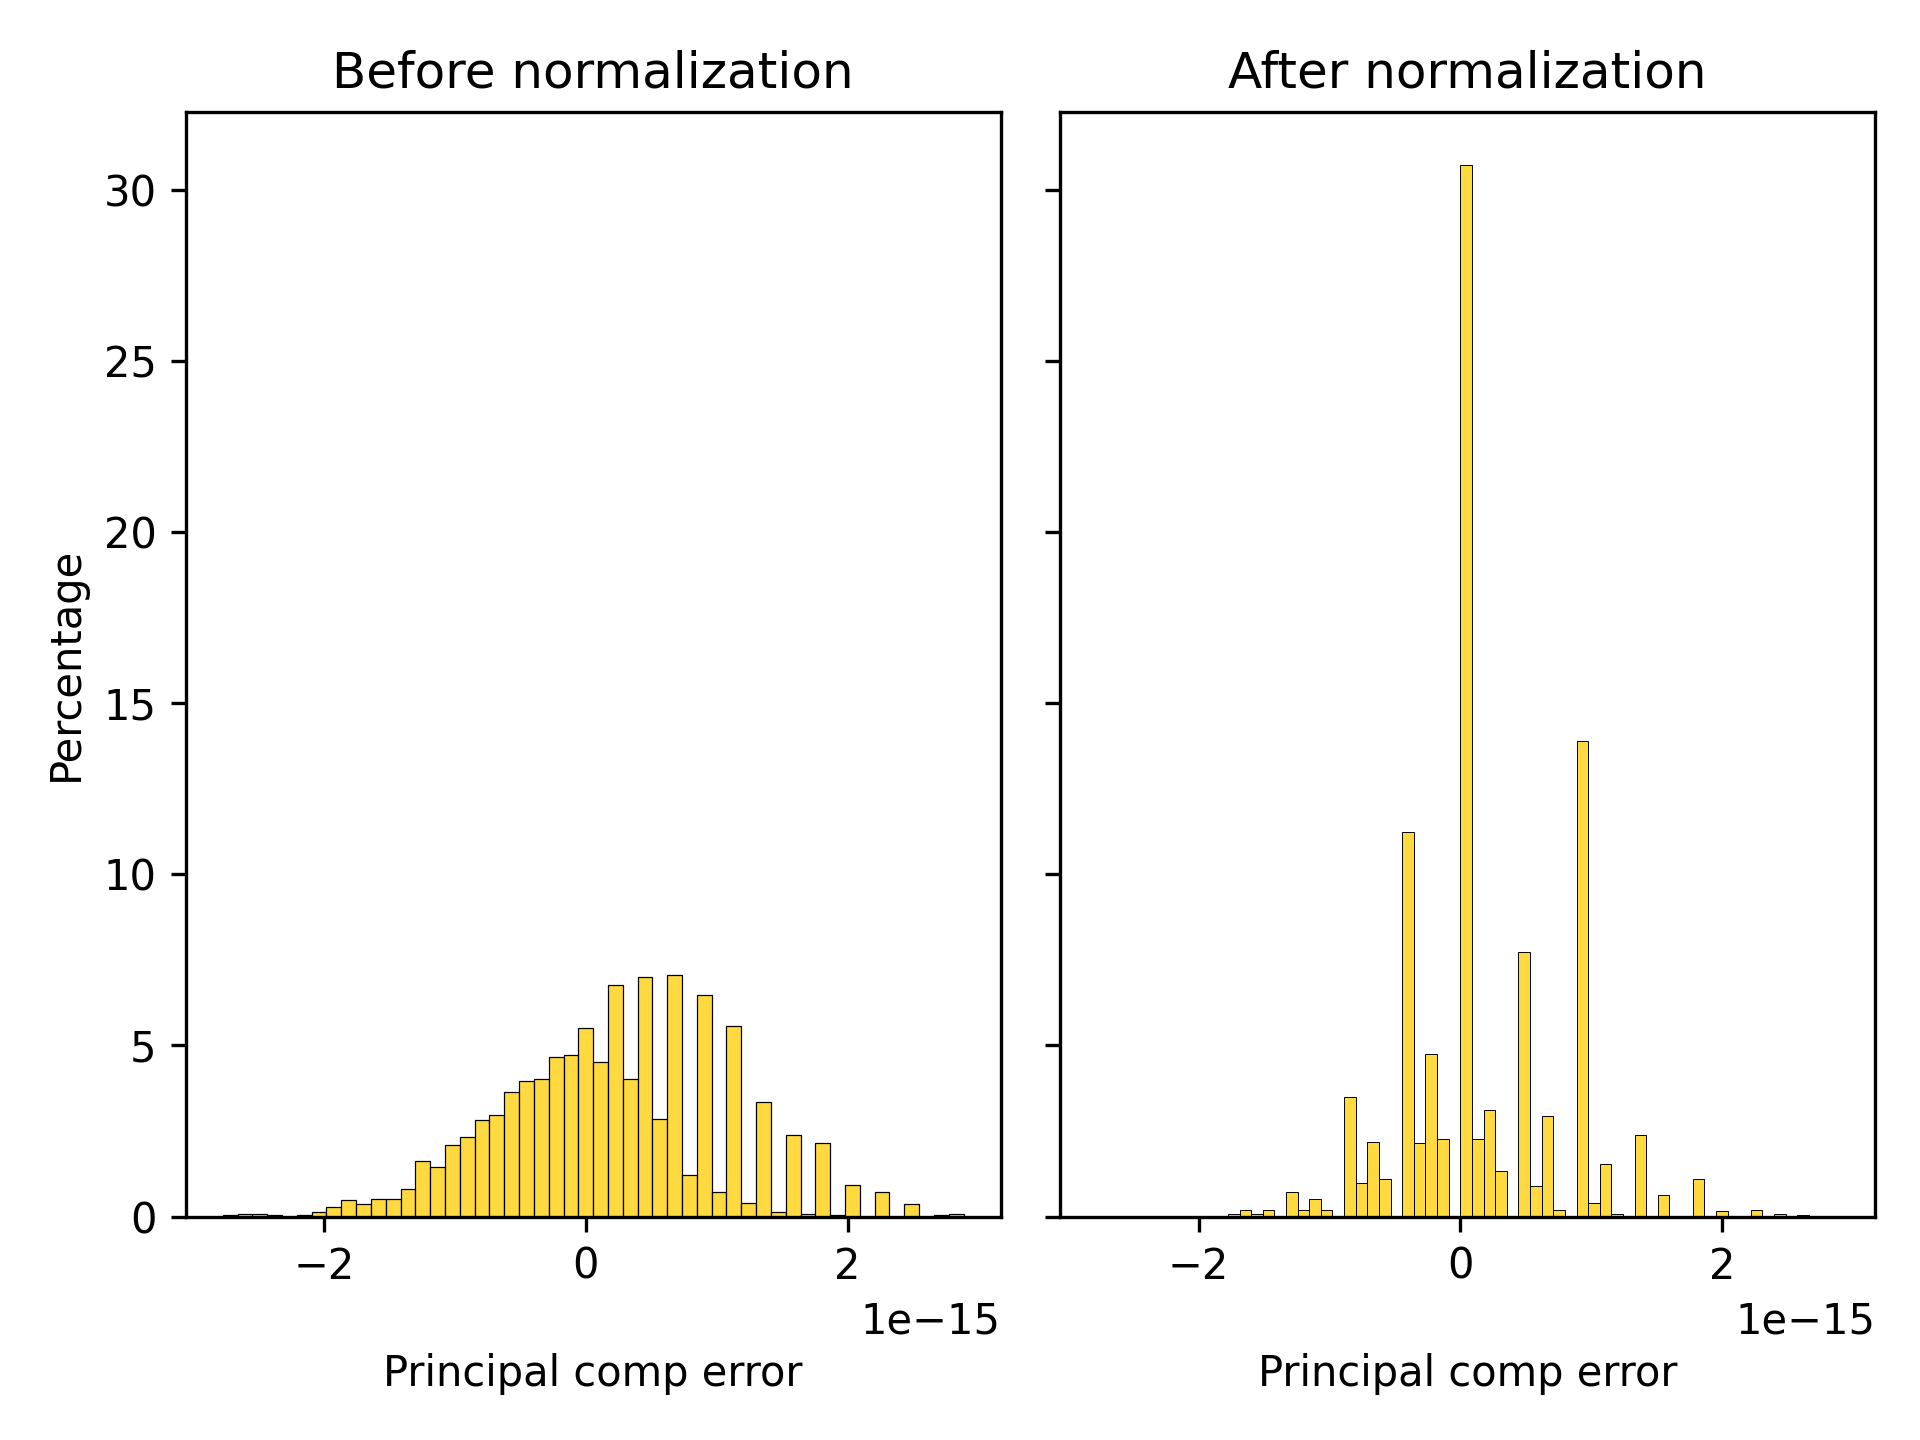 Before normalization
After normalization
Percentage
30
25
20
15
10
5
0
−2 0 2
1e−15
Principal comp error
−2 0 2
1e−15
Principal comp error